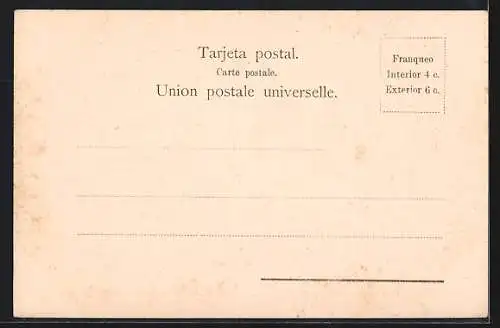 Tarjeta postal.
Carte postale.
Union postale universelle.
Franqueo
Interior 4 c.
Exterior 6 c.